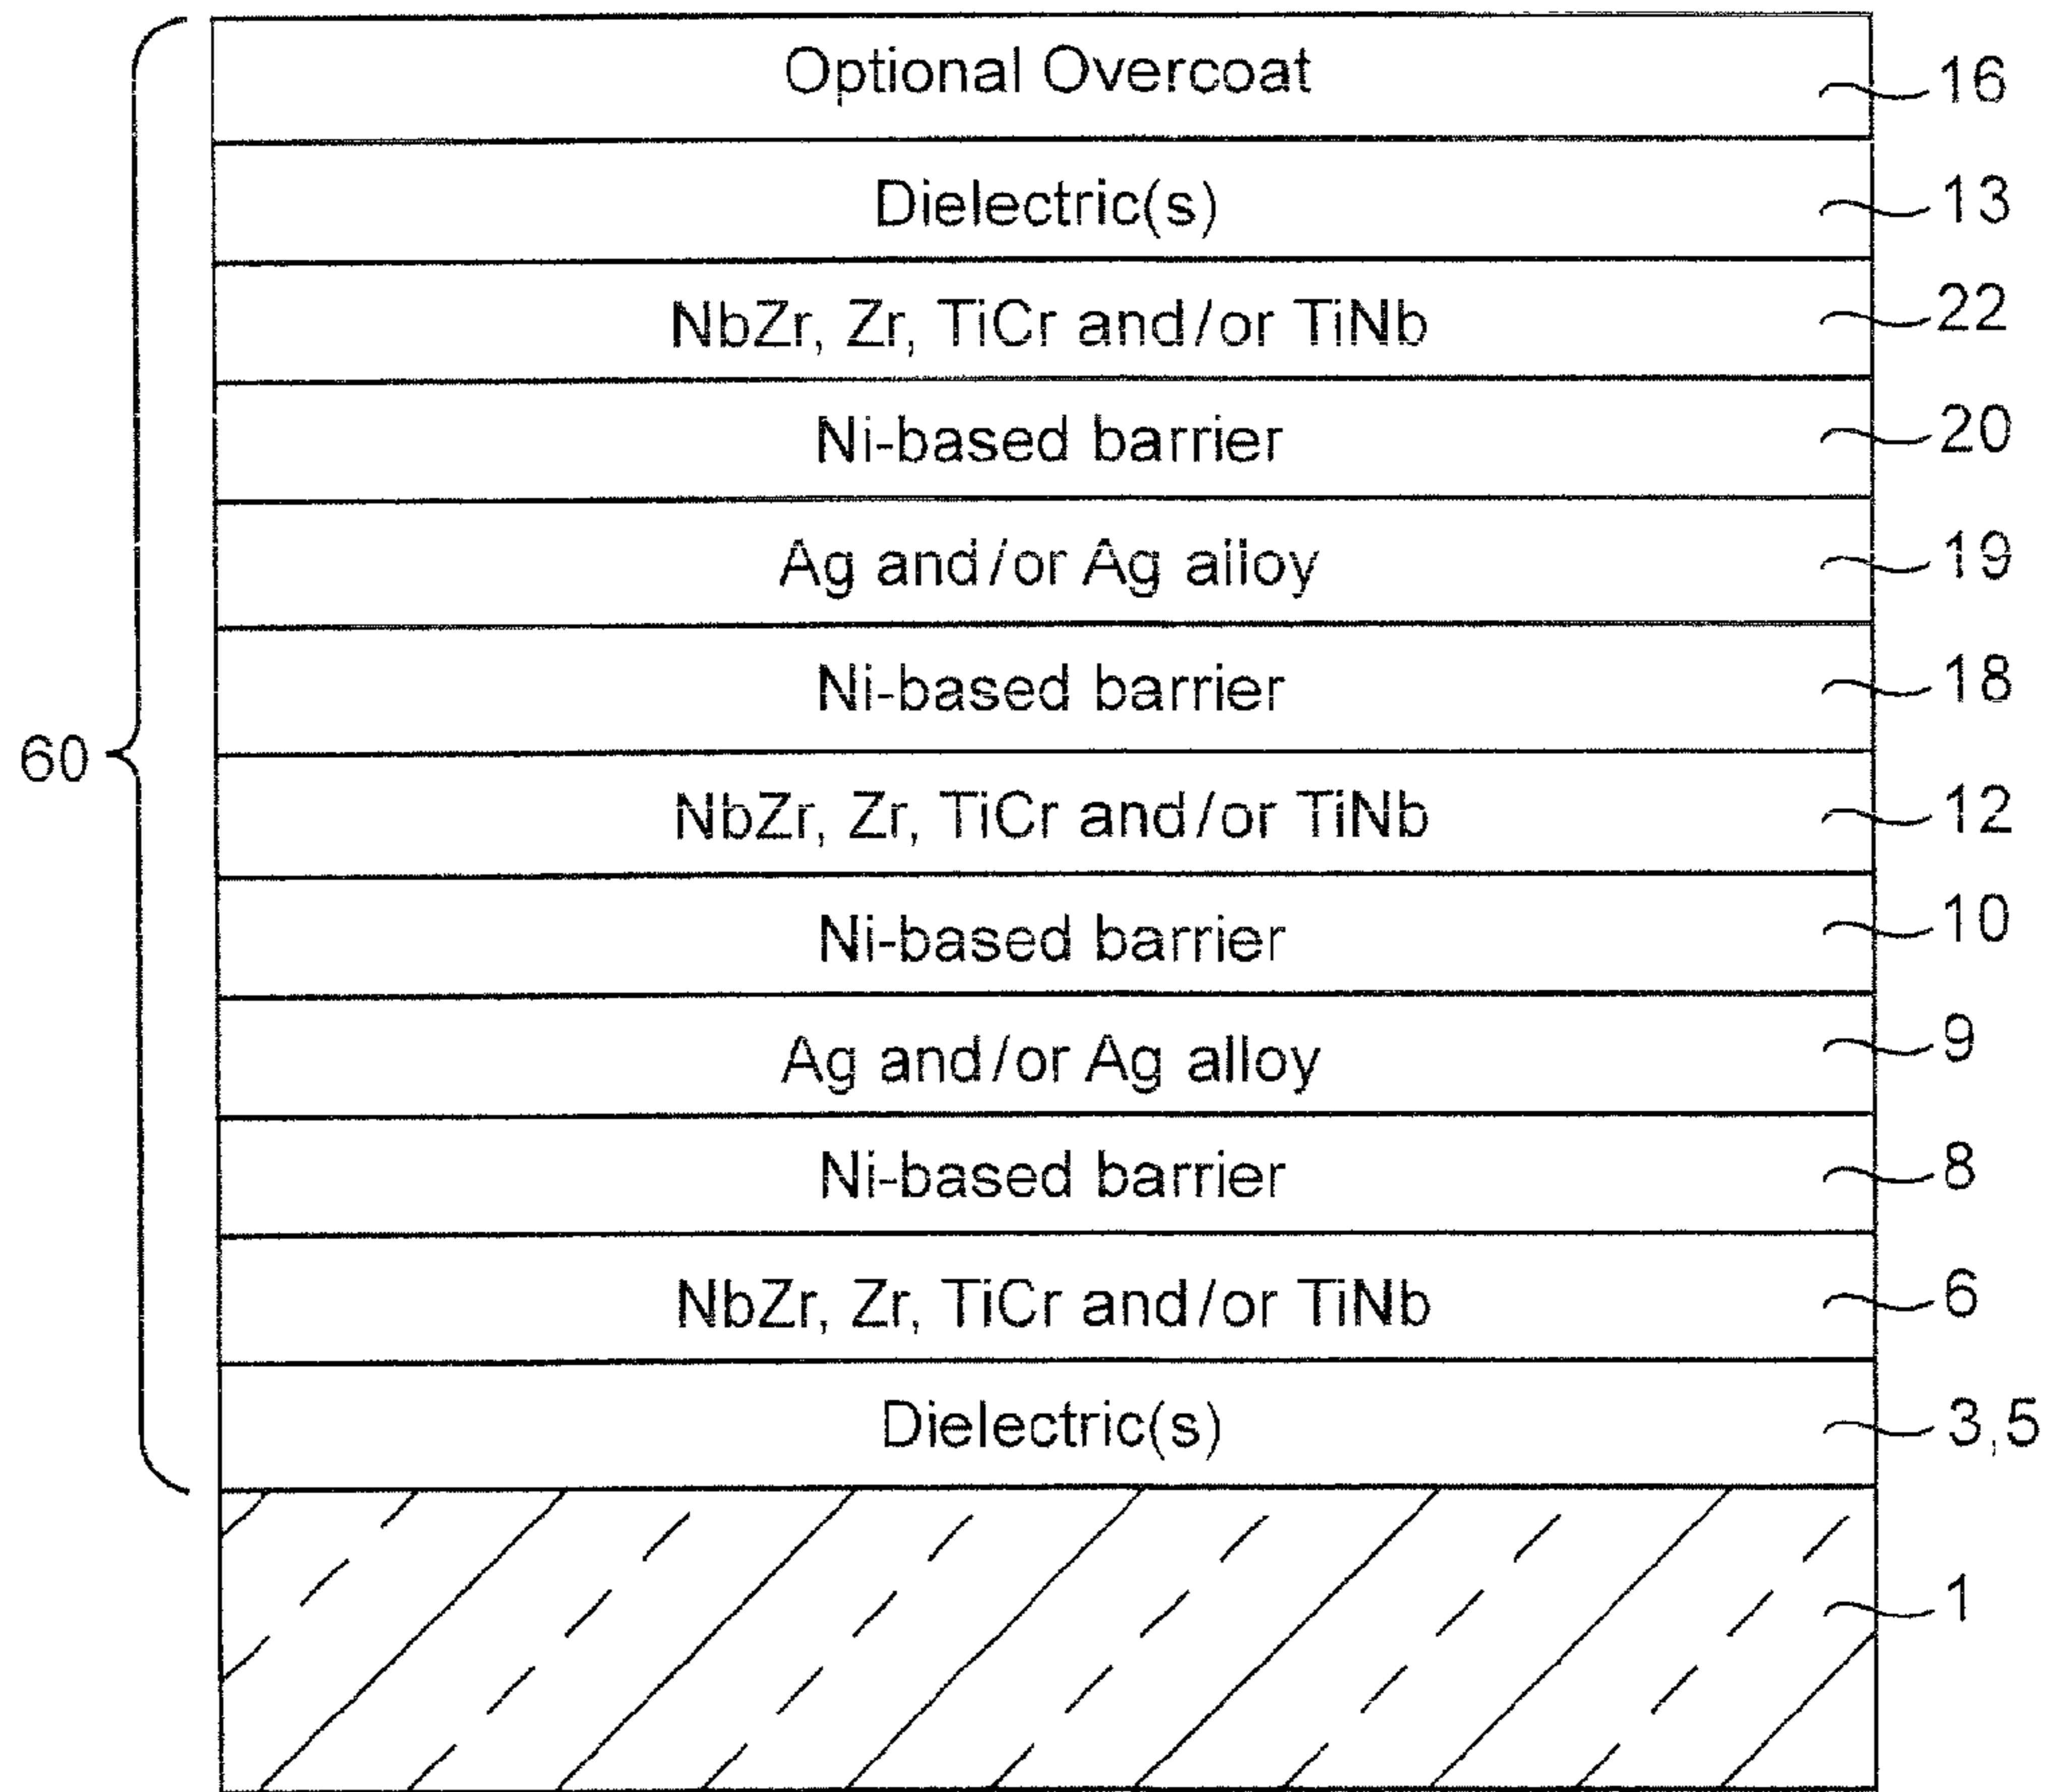 Optional Overcoat 16
Dielectric(s) 13
NbZr, Zr, TiCr and/or TiNb 22
Ni-based barrier 20
Ag and/or Ag alloy 19
Ni-based barrier 18
60
NbZr, Zr, TiCr and/or TiNb 12
Ni-based barrier 10
Ag and/or Ag alloy 9
Ni-based barrier 8
NbZr, Zr, TiCr and/or TiNb 6
Dielectric(s) 3,5
1